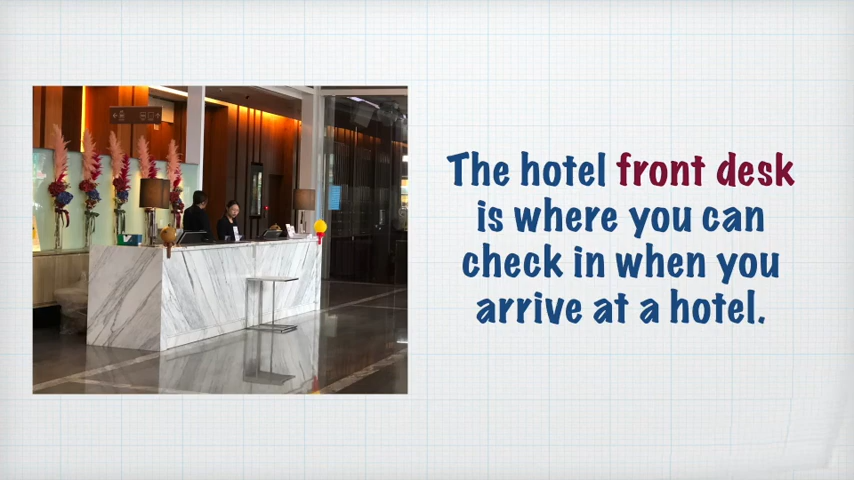 The hotel front desk
is where you can
check in when you
arrive at a hotel.